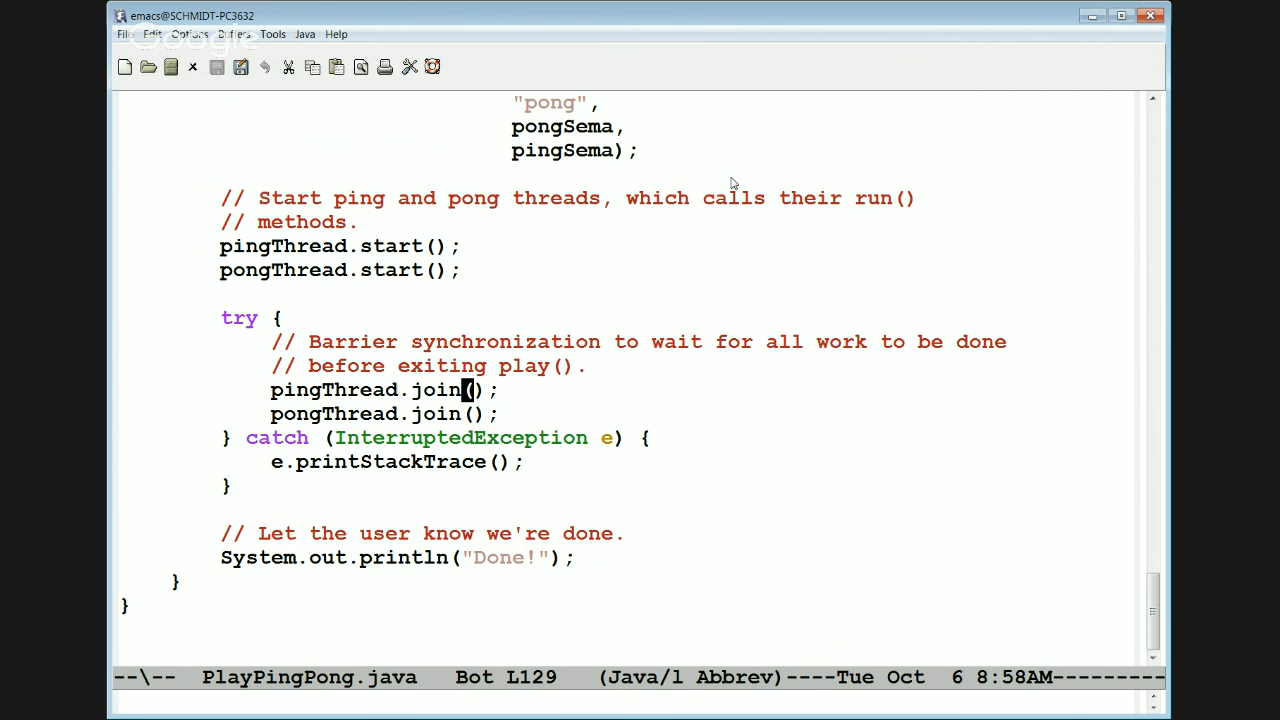 emacs@SCHMIDT-PC3632
File Edit Options Buffers Tools Java Help
Google
"pong",
pongSema,
pingSema);
// Start ping and pong threads, which calls their run()
// methods.
pingThread.start();
pongThread.start();
try {
// Barrier synchronization to wait for all work to be done
// before exiting play().
pingThread.join();
pongThread.join();
} catch (InterruptedException e) {
e.printStackTrace();
}
// Let the user know we're done.
System.out.println("Done!");
}
}
--\-- PlayPingPong.java Bot L129 (Java/l Abbrev)----Tue Oct 6 8:58AM---------